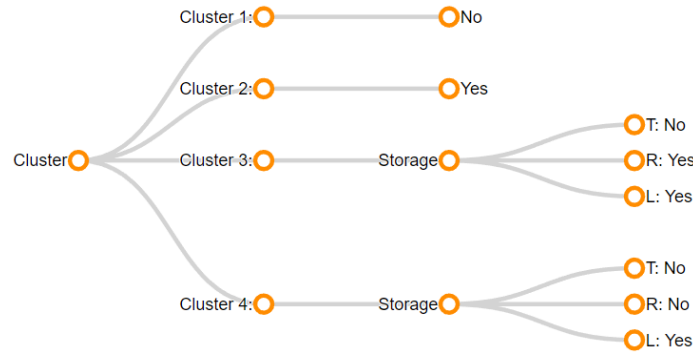 Cluster 1: No
Cluster 2: Yes
T: No
Cluster Cluster 3: Storage R: Yes
L: Yes
T: No
Cluster 4: Storage R: No
L: Yes